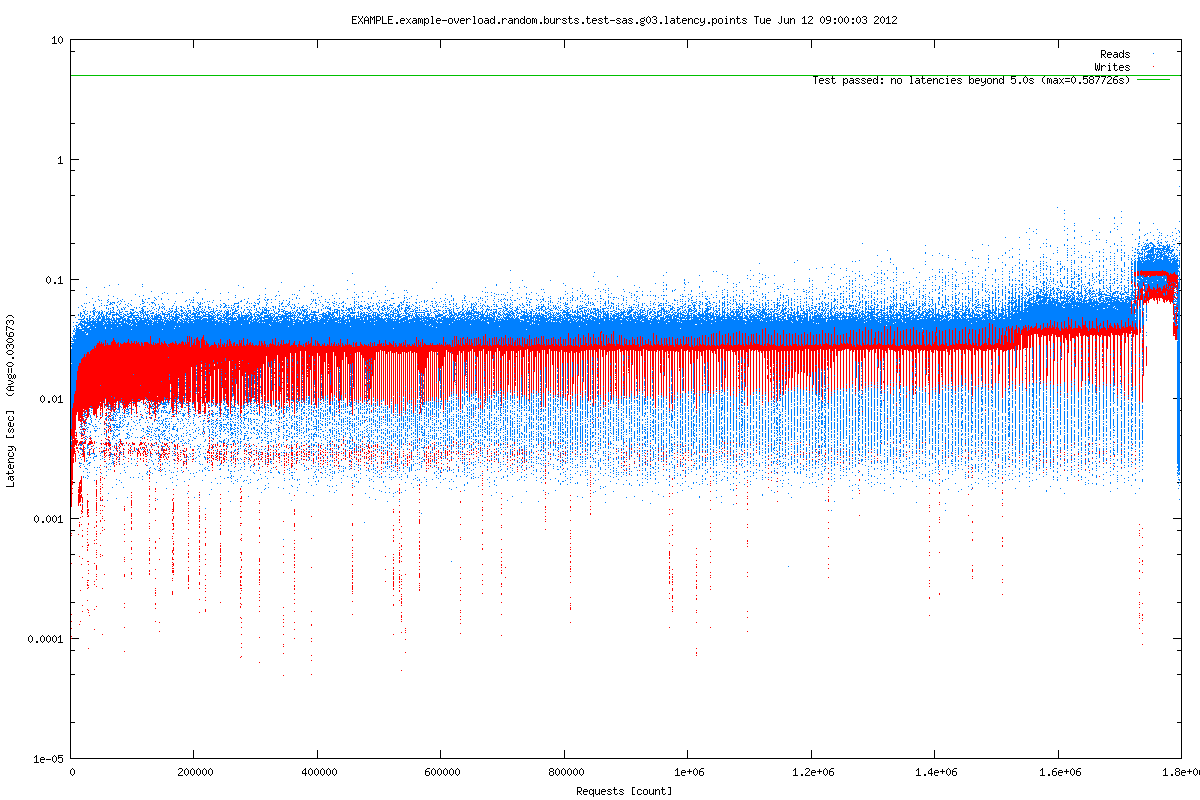 EXAMPLE.example-overload.random.bursts.test-sas.g03.latency.points Tue Jun 12 09:00:03 2012
Reads
Writes
Test passed: no latencies beyond 5.0s (max=0.587726s)
10
1
0.1
0.01
0.001
0.0001
1e-05
Latency [sec] (Avg=0.030673)
0 200000 400000 600000 800000 1e+06 1.2e+06 1.4e+06 1.6e+06 1.8e+0
Requests [count]